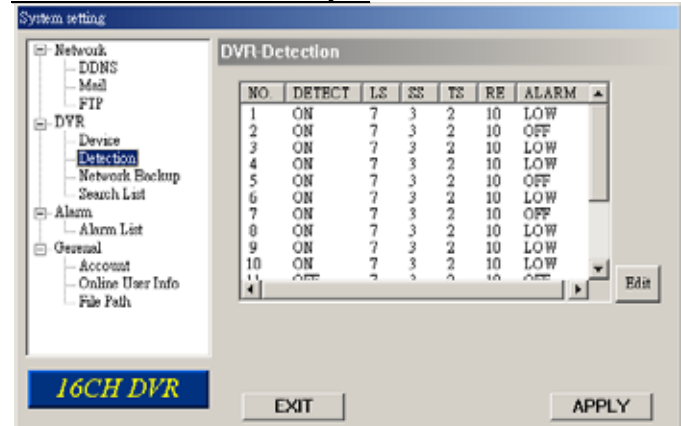 System setting
Network
DDNS
Mail
FTP
DVR
Device
Detection
Network Backup
Search List
Alarm
Alarm List
General
Account
Online User Info
File Path
16CH DVR
DVR-Detection
NO. DETECT LS SS TS RE ALARM
1 ON 7 3 2 10 LOW
2 ON 7 3 2 10 OFF
3 ON 7 3 2 10 LOW
4 ON 7 3 2 10 LOW
5 ON 7 3 2 10 OFF
6 ON 7 3 2 10 LOW
7 ON 7 3 2 10 OFF
8 ON 7 3 2 10 LOW
9 ON 7 3 2 10 LOW
10 ON 7 3 2 10 LOW
Edit
EXIT
APPLY